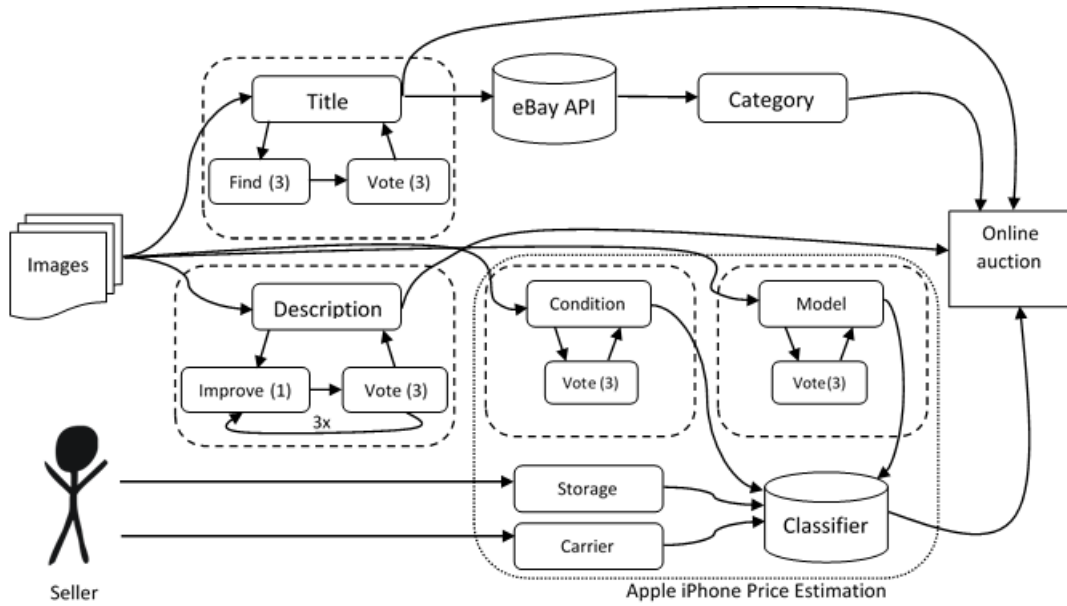 Title
eBay API
Category
Find (3)
Vote (3)
Images
Online
auction
Description
Condition
Model
Improve (1)
Vote (3)
Vote (3)
Vote(3)
3x
Storage
Classifier
Carrier
Seller
Apple iPhone Price Estimation